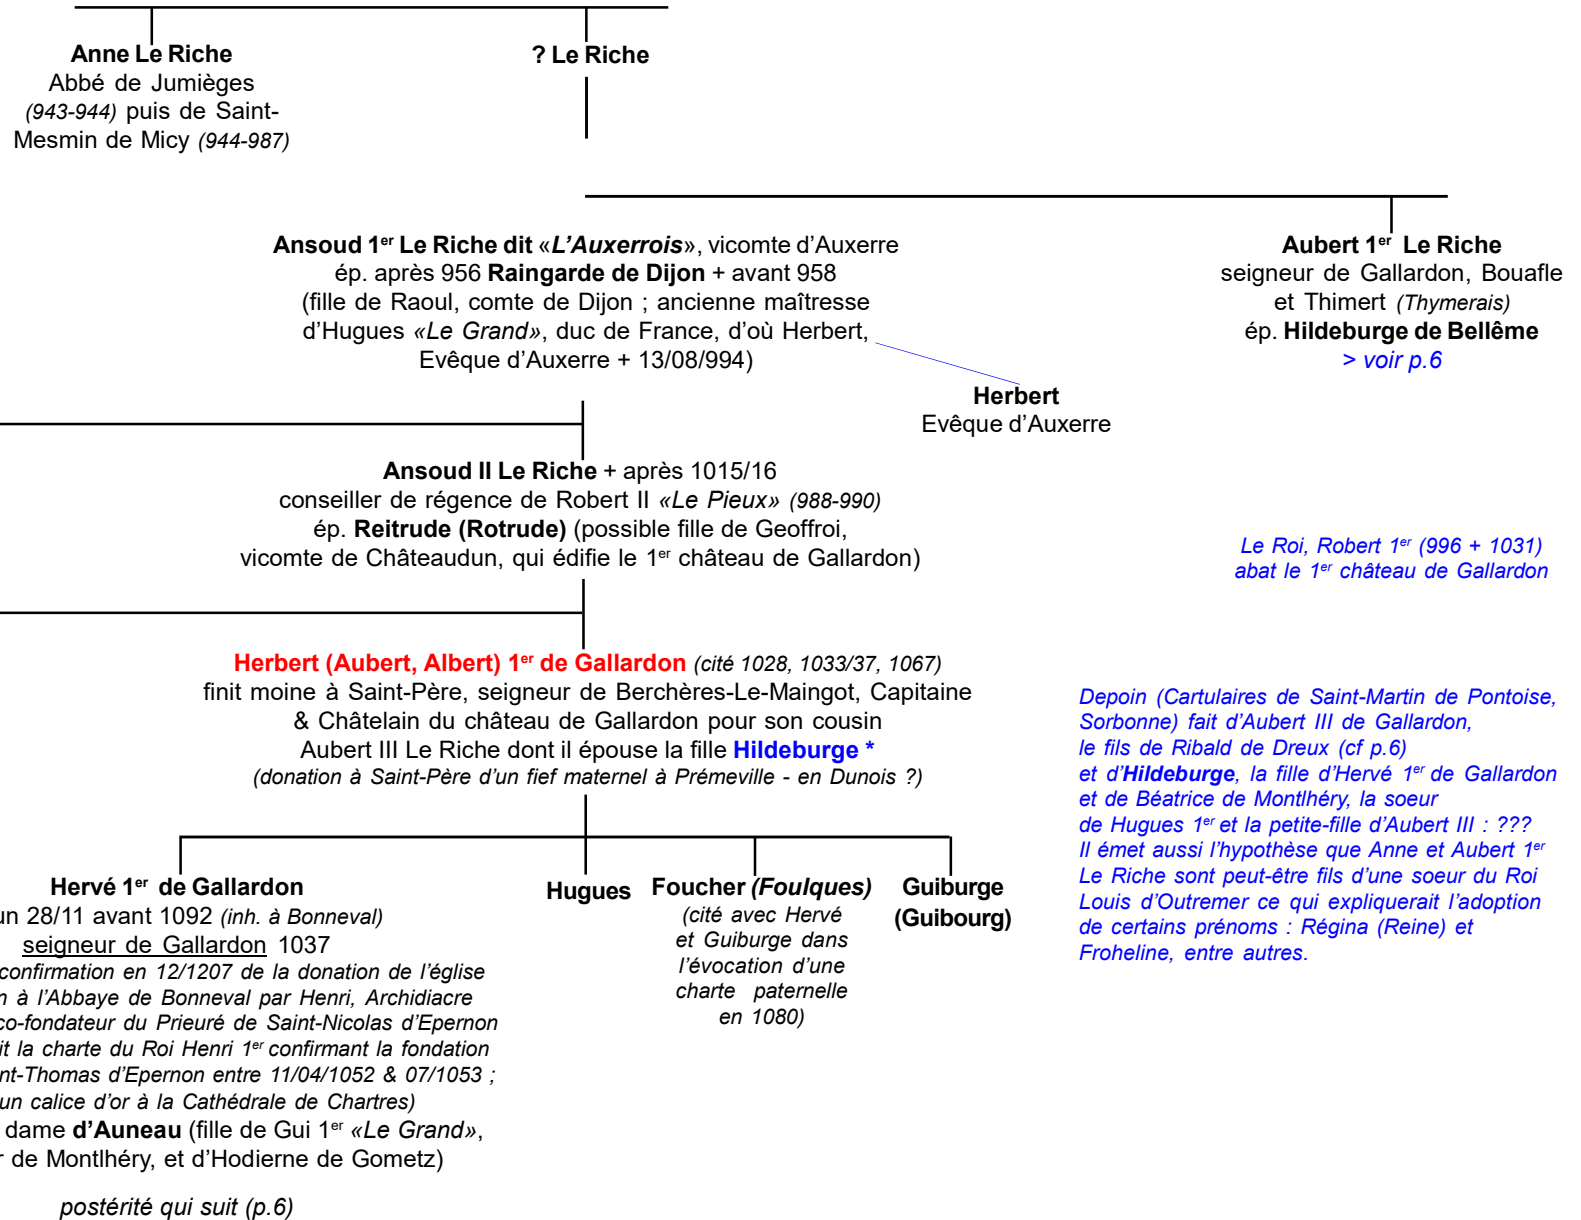 Anne Le Riche
Abbé de Jumièges
(943-944) puis de Saint-
Mesmin de Micy (944-987)
? Le Riche
Ansoud 1er Le Riche dit «L'Auxerrois», vicomte d'Auxerre
ép. après 956 Raingarde de Dijon + avant 958
(fille de Raoul, comte de Dijon ; ancienne maîtresse
d'Hugues «Le Grand», duc de France, d'où Herbert,
Evêque d'Auxerre + 13/08/994)
Aubert 1er Le Riche
seigneur de Gallardon, Bouafle
et Thimert (Thymerais)
ép. Hildeburge de Bellême
> voir p.6
Herbert
Evêque d'Auxerre
Ansoud II Le Riche + après 1015/16
conseiller de régence de Robert II «Le Pieux» (988-990)
ép. Reitrude (Rotrude) (possible fille de Geoffroi,
vicomte de Châteaudun, qui édifie le 1er château de Gallardon)
Le Roi, Robert 1er (996 + 1031)
abat le 1er château de Gallardon
Herbert (Aubert, Albert) 1er de Gallardon (cité 1028, 1033/37, 1067)
finit moine à Saint-Père, seigneur de Berchères-Le-Maingot, Capitaine
& Châtelain du château de Gallardon pour son cousin
Aubert III Le Riche dont il épouse la fille Hildeburge *
(donation à Saint-Père d'un fief maternel à Prémeville - en Dunois ?)
Depoin (Cartulaires de Saint-Martin de Pontoise,
Sorbonne) fait d'Aubert III de Gallardon,
le fils de Ribald de Dreux (cf p.6)
et d'Hildeburge, la fille d'Hervé 1er de Gallardon
et de Béatrice de Montlhéry, la soeur
de Hugues 1er et la petite-fille d'Aubert III : ???
Il émet aussi l'hypothèse que Anne et Aubert 1er
Le Riche sont peut-être fils d'une soeur du Roi
Louis d'Outremer ce qui expliquerait l'adoption
de certains prénoms : Régina (Reine) et
Froheline, entre autres.
Hervé 1er de Gallardon
un 28/11 avant 1092 (inh. à Bonneval)
seigneur de Gallardon 1037
confirmation en 12/1207 de la donation de l'église
à l'Abbaye de Bonneval par Henri, Archidiacre
co-fondateur du Prieuré de Saint-Nicolas d'Epernon
la charte du Roi Henri 1er confirmant la fondation
nt-Thomas d'Epernon entre 11/04/1052 & 07/1053 ;
un calice d'or à la Cathédrale de Chartres)
dame d'Auneau (fille de Gui 1er «Le Grand»,
de Montlhéry, et d'Hodierne de Gometz)
postérité qui suit (p.6)
Hugues
Foucher (Foulques)
(cité avec Hervé
et Guiburge dans
l'évocation d'une
charte paternelle
en 1080)
Guiburge
(Guibourg)